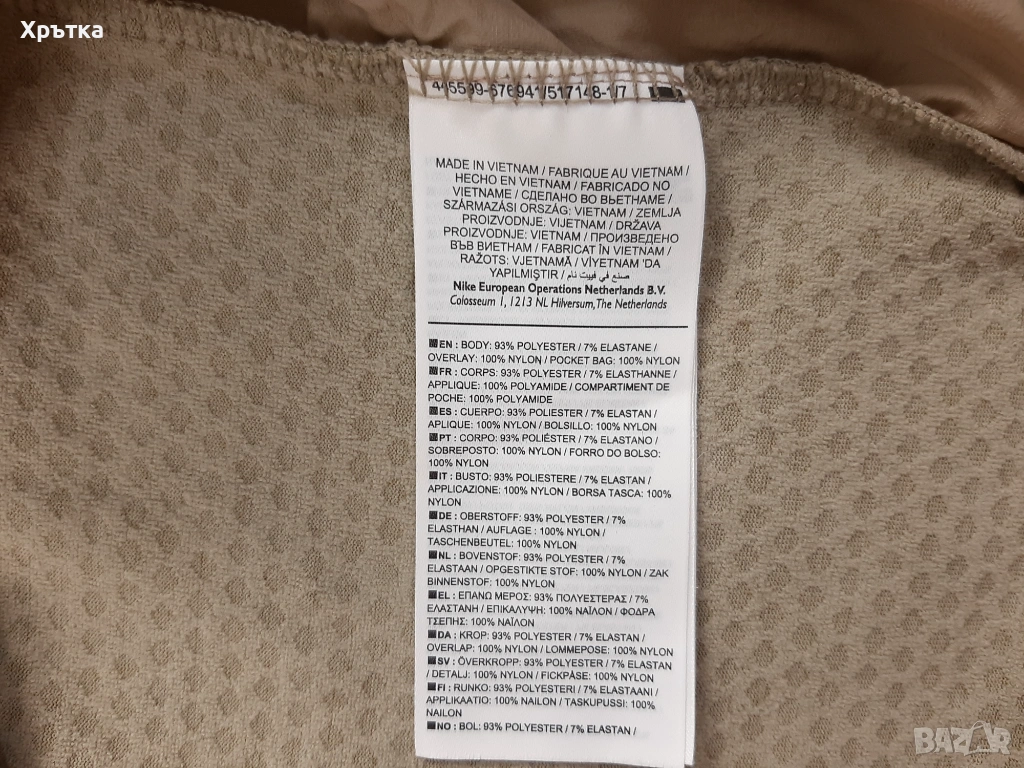 Хрътка
445599-676941/517148-1/7
MADE IN VIETNAM / FABRIQUE AU VIETNAM /
HECHO EN VIETNAM / FABRICADO NO
VIETNAME / СДЕЛАНО ВО ВЬЕТНАМЕ /
SZÁRMAZÁSI ORSZÁG: VIETNAM / ZEMLJA
PROIZVODNJE: VIJETNAM / DRŽAVA
PROIZVODNJE: VIETNAM / ПРОИЗВЕДЕНО
ВЪВ ВИЕТНАМ / FABRICAT ÎN VIETNAM /
RAŽOTS: VJETNAMĀ / VİYETNAM 'DA
YAPILMIŞTIR / صنع في فييت نام
Nike European Operations Netherlands B.V.
Colosseum 1, 1213 NL Hilversum, The Netherlands
EN : BODY: 93% POLYESTER / 7% ELASTANE /
OVERLAY: 100% NYLON / POCKET BAG: 100% NYLON
FR : CORPS: 93% POLYESTER / 7% ELASTHANNE /
APPLIQUE: 100% POLYAMIDE / COMPARTIMENT DE
POCHE: 100% POLYAMIDE
ES : CUERPO: 93% POLIESTER / 7% ELASTAN /
APLIQUE: 100% NYLON / BOLSILLO: 100% NYLON
PT : CORPO: 93% POLIÉSTER / 7% ELASTANO /
SOBREPOSTO: 100% NYLON / FORRO DO BOLSO:
100% NYLON
IT : BUSTO: 93% POLIESTERE / 7% ELASTAN /
APPLICAZIONE: 100% NYLON / BORSA TASCA: 100%
NYLON
DE : OBERSTOFF: 93% POLYESTER / 7%
ELASTHAN / AUFLAGE : 100% NYLON /
TASCHENBEUTEL: 100% NYLON
NL : BOVENSTOF: 93% POLYESTER / 7%
ELASTAAN / OPGESTIKTE STOF: 100% NYLON / ZAK
BINNENSTOF: 100% NYLON
EL : ΕΠΑΝΩ ΜΕΡΟΣ: 93% ΠΟΛΥΕΣΤΕΡΑΣ / 7%
ΕΛΑΣΤΑΝΗ / ΕΠΙΚΑΛΥΨΗ: 100% ΝΑΪΛΟΝ / ΦΟΔΡΑ
ΤΣΕΠΗΣ: 100% ΝΑΪΛΟΝ
DA : KROP: 93% POLYESTER / 7% ELASTAN /
OVERLAP: 100% NYLON / LOMMEPOSE: 100% NYLON
SV : ÖVERKROPP: 93% POLYESTER / 7% ELASTAN
/ DETALJ: 100% NYLON / FICKPÅSE: 100% NYLON
FI : RUNKO: 93% POLYESTERI / 7% ELASTAANI /
APPLIKAATIO: 100% NAILON / TASKUPUSSI: 100%
NAILON
NO : BOL: 93% POLYESTER / 7% ELASTAN /
BAZAR